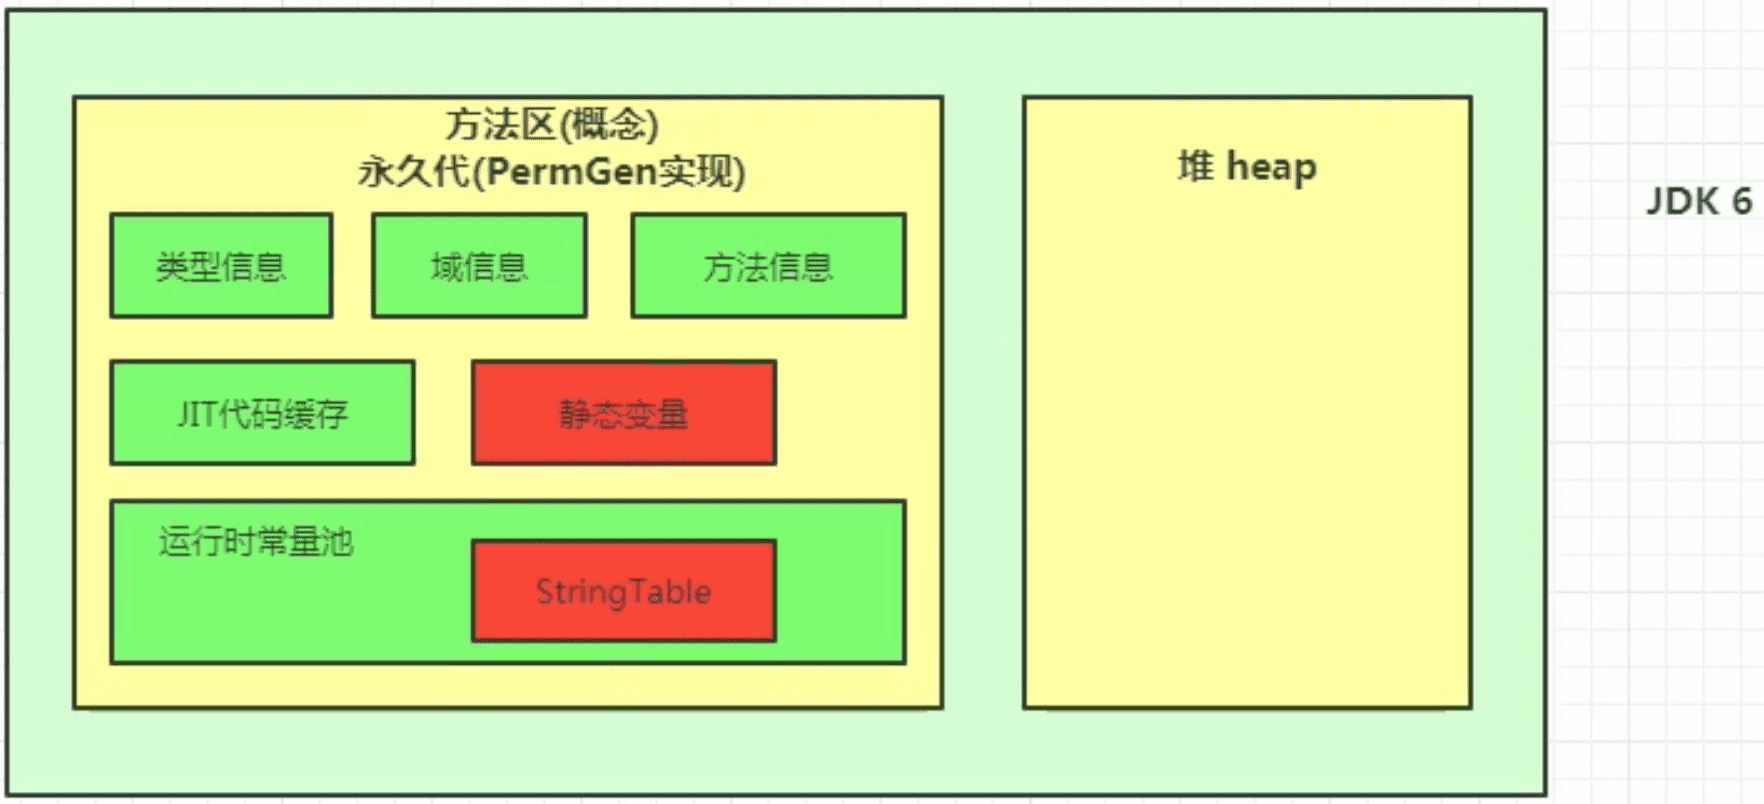 方法区(概念)
永久代(PermGen实现)
类型信息
域信息
方法信息
JIT代码缓存
静态变量
运行时常量池
StringTable
堆 heap
JDK 6